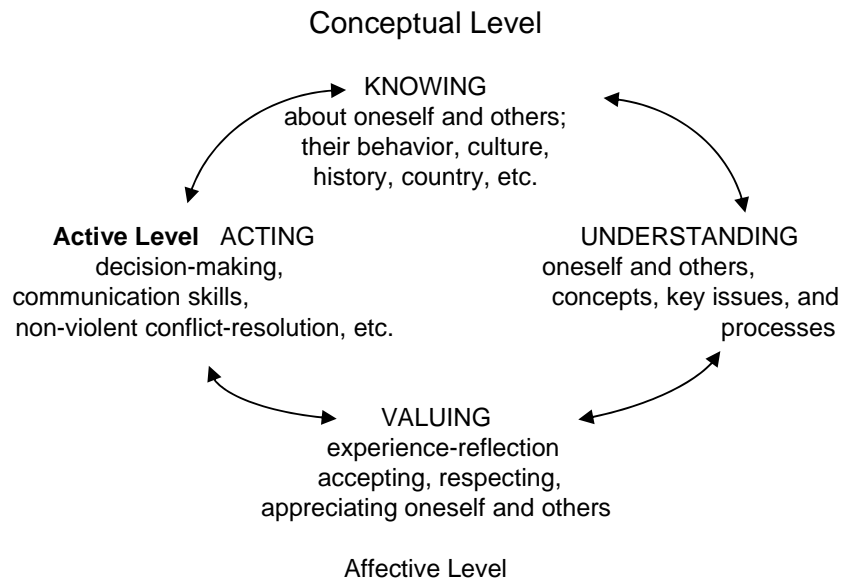 Conceptual Level
KNOWING
about oneself and others;
their behavior, culture,
history, country, etc.
Active Level ACTING
decision-making,
communication skills,
non-violent conflict-resolution, etc.
UNDERSTANDING
oneself and others,
concepts, key issues, and
processes
VALUING
experience-reflection
accepting, respecting,
appreciating oneself and others
Affective Level